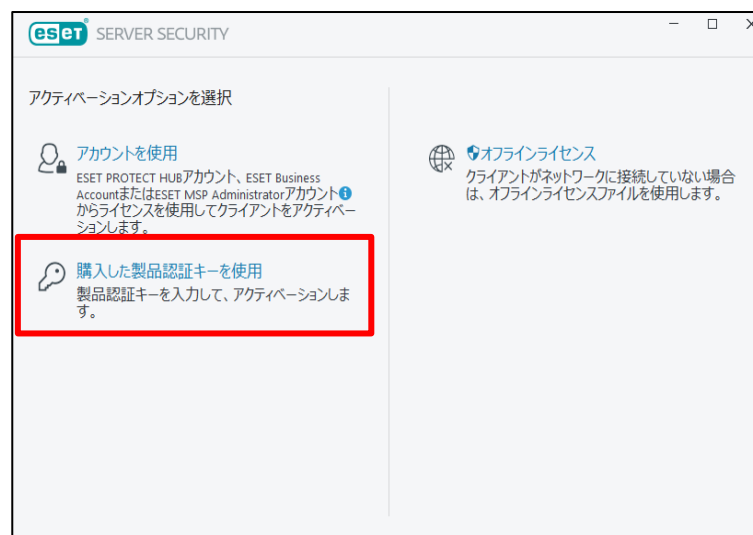 eset SERVER SECURITY
アクティベーションオプションを選択
アカウントを使用
ESET PROTECT HUBアカウント、ESET Business
AccountまたはESET MSP Administratorアカウント
からライセンスを使用してクライアントをアクティベー
ションします。
購入した製品認証キーを使用
製品認証キーを入力して、アクティベーションしま
す。
オフラインライセンス
クライアントがネットワークに接続していない場合
は、オフラインライセンスファイルを使用します。